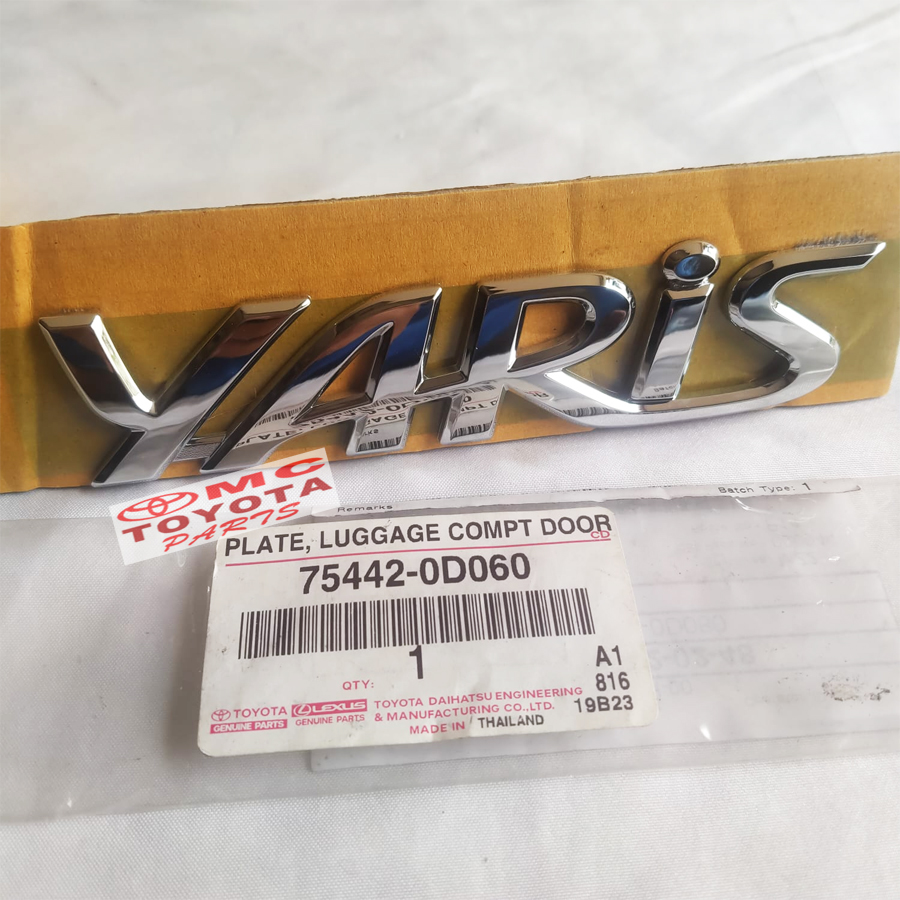 YARiS
MC
TOYOTA
PARTS
Remarks
Batch Type: 1
PLATE, LUGGAGE COMPT DOOR
CD
75442-0D060
1
QTY:
A1
816
19B23
TOYOTA
GENUINE PARTS
LEXUS
GENUINE PARTS
TOYOTA DAIHATSU ENGINEERING
& MANUFACTURING CO.,LTD.
MADE IN THAILAND